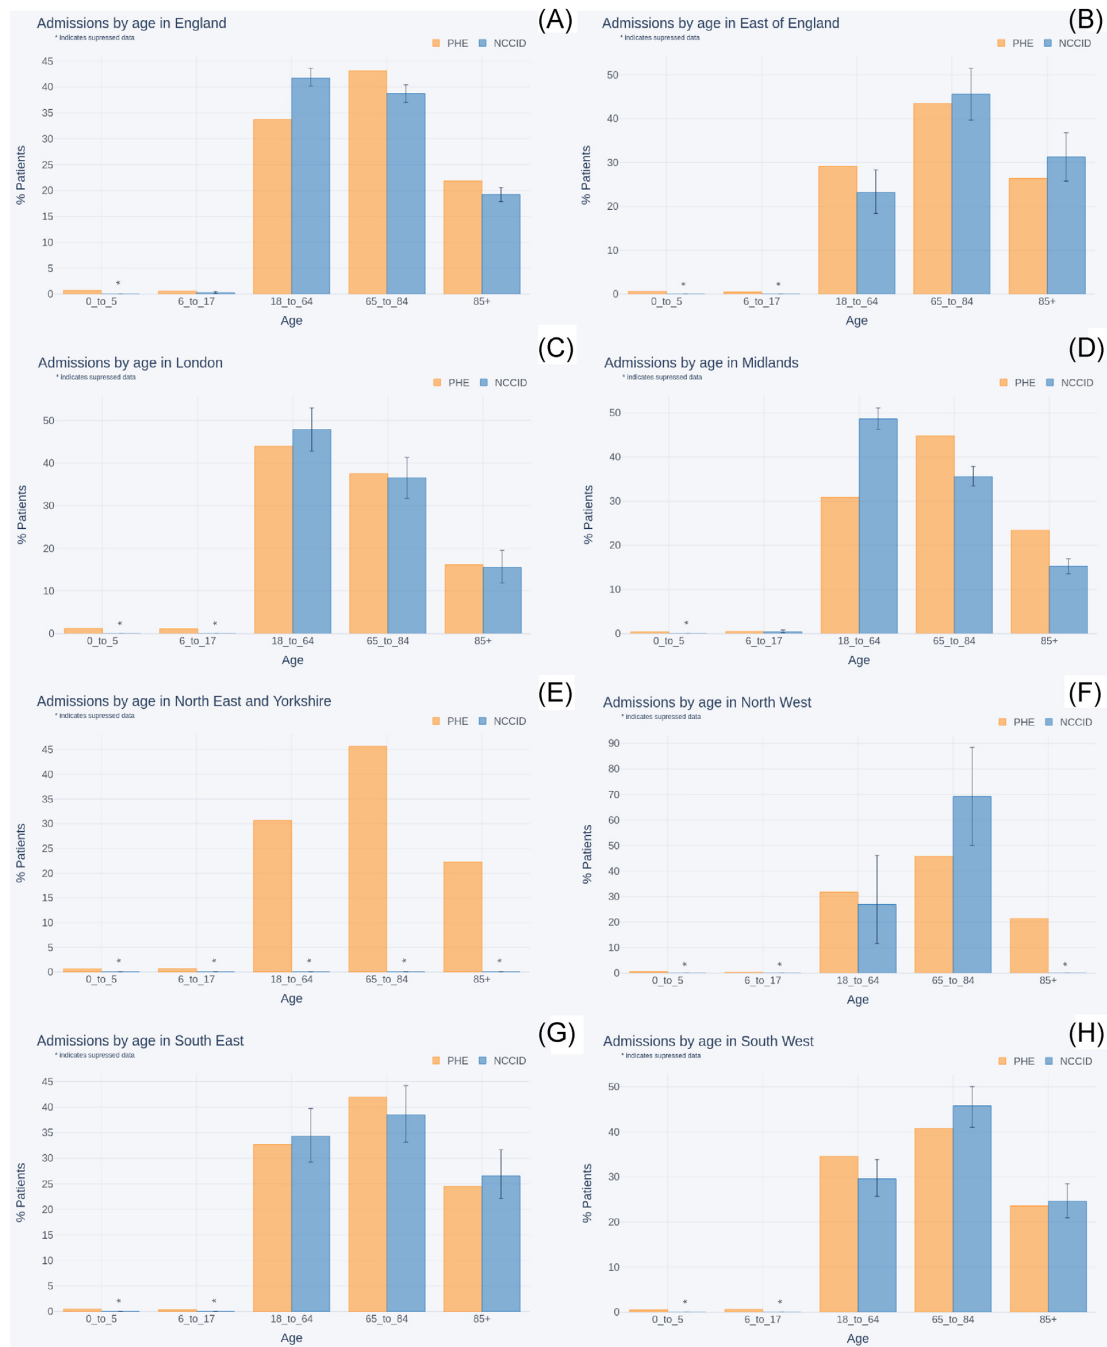 Admissions by age in England
(A)
* indicates supressed data
PHE NCCID
45
40
35
30
25
20
15
10
5
0
% Patients
*
0_to_5 6_to_17 18_to_64 65_to_84 85+
Age
Admissions by age in East of England
(B)
* indicates supressed data
PHE NCCID
50
40
30
20
10
0
% Patients
* *
0_to_5 6_to_17 18_to_64 65_to_84 85+
Age
Admissions by age in London
(C)
* indicates supressed data
PHE NCCID
50
40
30
20
10
0
% Patients
* *
0_to_5 6_to_17 18_to_64 65_to_84 85+
Age
Admissions by age in Midlands
(D)
* indicates supressed data
PHE NCCID
50
40
30
20
10
0
% Patients
*
0_to_5 6_to_17 18_to_64 65_to_84 85+
Age
Admissions by age in North East and Yorkshire
(E)
* indicates supressed data
PHE NCCID
45
40
35
30
25
20
15
10
5
0
% Patients
* * * * *
0_to_5 6_to_17 18_to_64 65_to_84 85+
Age
Admissions by age in North West
(F)
* indicates supressed data
PHE NCCID
90
80
70
60
50
40
30
20
10
0
% Patients
* * *
0_to_5 6_to_17 18_to_64 65_to_84 85+
Age
Admissions by age in South East
(G)
* indicates supressed data
PHE NCCID
45
40
35
30
25
20
15
10
5
0
% Patients
* *
0_to_5 6_to_17 18_to_64 65_to_84 85+
Age
Admissions by age in South West
(H)
* indicates supressed data
PHE NCCID
50
40
30
20
10
0
% Patients
* *
0_to_5 6_to_17 18_to_64 65_to_84 85+
Age